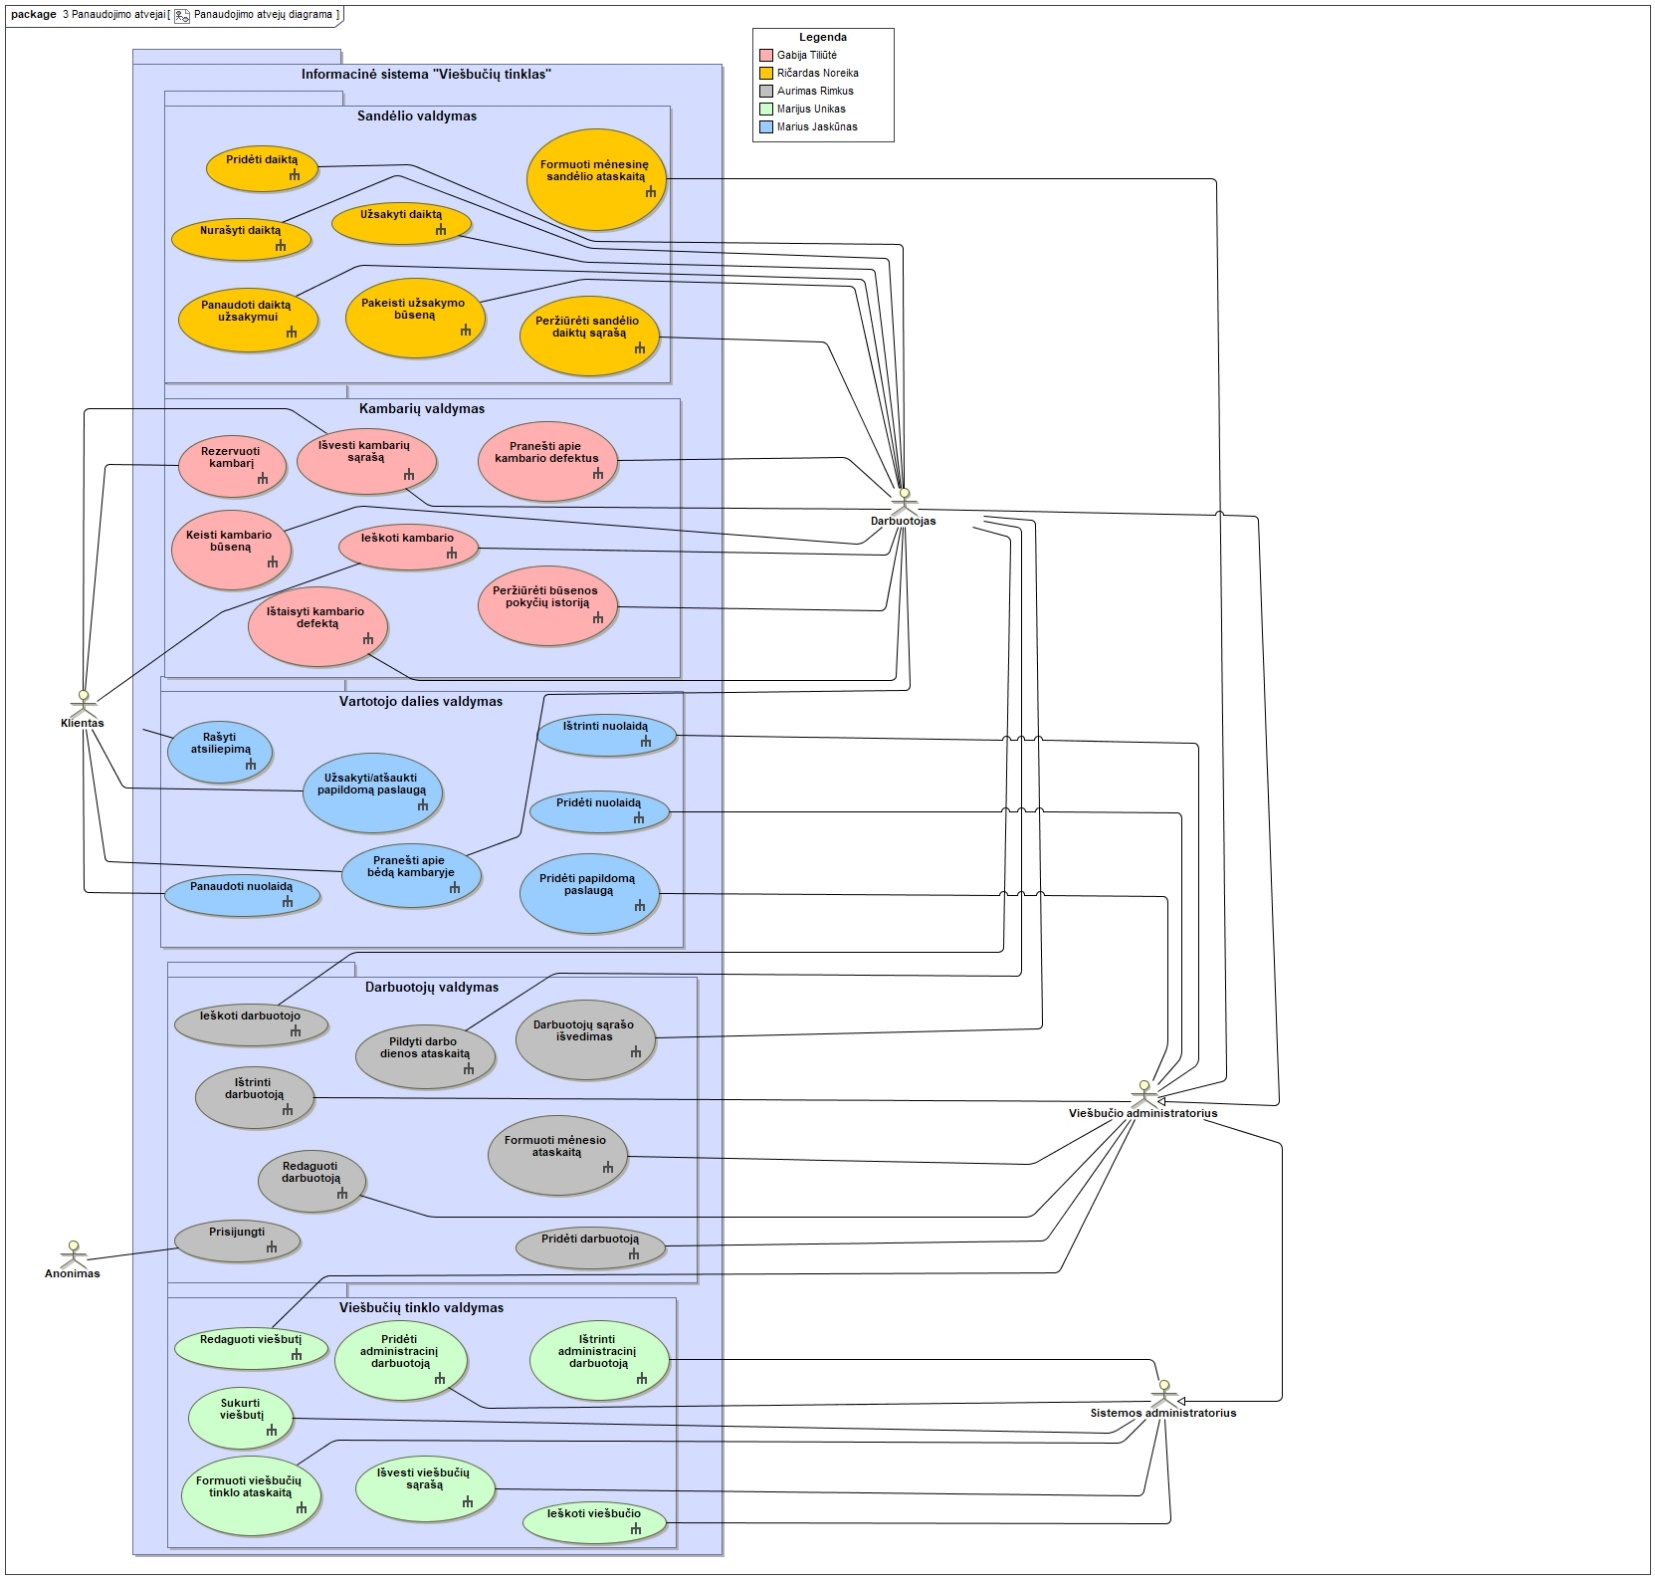 package 3 Panaudojimo atvejai[ Panaudojimo atvejų diagrama ]
Legenda
Gabija Tiliūtė
Ričardas Noreika
Aurimas Rimkus
Marijus Unikas
Marius Jaskūnas
Informacinė sistema "Viešbučių tinklas"
Sandėlio valdymas
Pridėti daiktą
Formuoti mėnesinę
sandėlio ataskaitą
Nurašyti daiktą
Užsakyti daiktą
Panaudoti daiktą
užsakymui
Pakeisti užsakymo
būseną
Peržiūrėti sandėlio
daiktų sąrašą
Kambarių valdymas
Rezervuoti
kambarį
Išvesti kambarių
sąrašą
Pranešti apie
kambario defektus
Keisti kambario
būseną
Ieškoti kambario
Ištaisyti kambario
defektą
Peržiūrėti būsenos
pokyčių istoriją
Darbuotojas
Klientas
Vartotojo dalies valdymas
Rašyti
atsiliepimą
Ištrinti nuolaidą
Užsakyti/atšaukti
papildomą paslaugą
Pridėti nuolaidą
Pranešti apie
bėdą kambaryje
Panaudoti nuolaidą
Pridėti papildomą
paslaugą
Darbuotojų valdymas
Ieškoti darbuotojo
Pildyti darbo
dienos ataskaitą
Darbuotojų sąrašo
išvedimas
Ištrinti
darbuotoją
Viešbučio administratorius
Formuoti mėnesio
ataskaitą
Redaguoti
darbuotoją
Prisijungti
Pridėti darbuotoją
Anonimas
Viešbučių tinklo valdymas
Redaguoti viešbutį
Pridėti
administracinį
darbuotoją
Ištrinti
administracinį
darbuotoją
Sukurti
viešbutį
Sistemos administratorius
Formuoti viešbučių
tinklo ataskaitą
Išvesti viešbučių
sąrašą
Ieškoti viešbučio